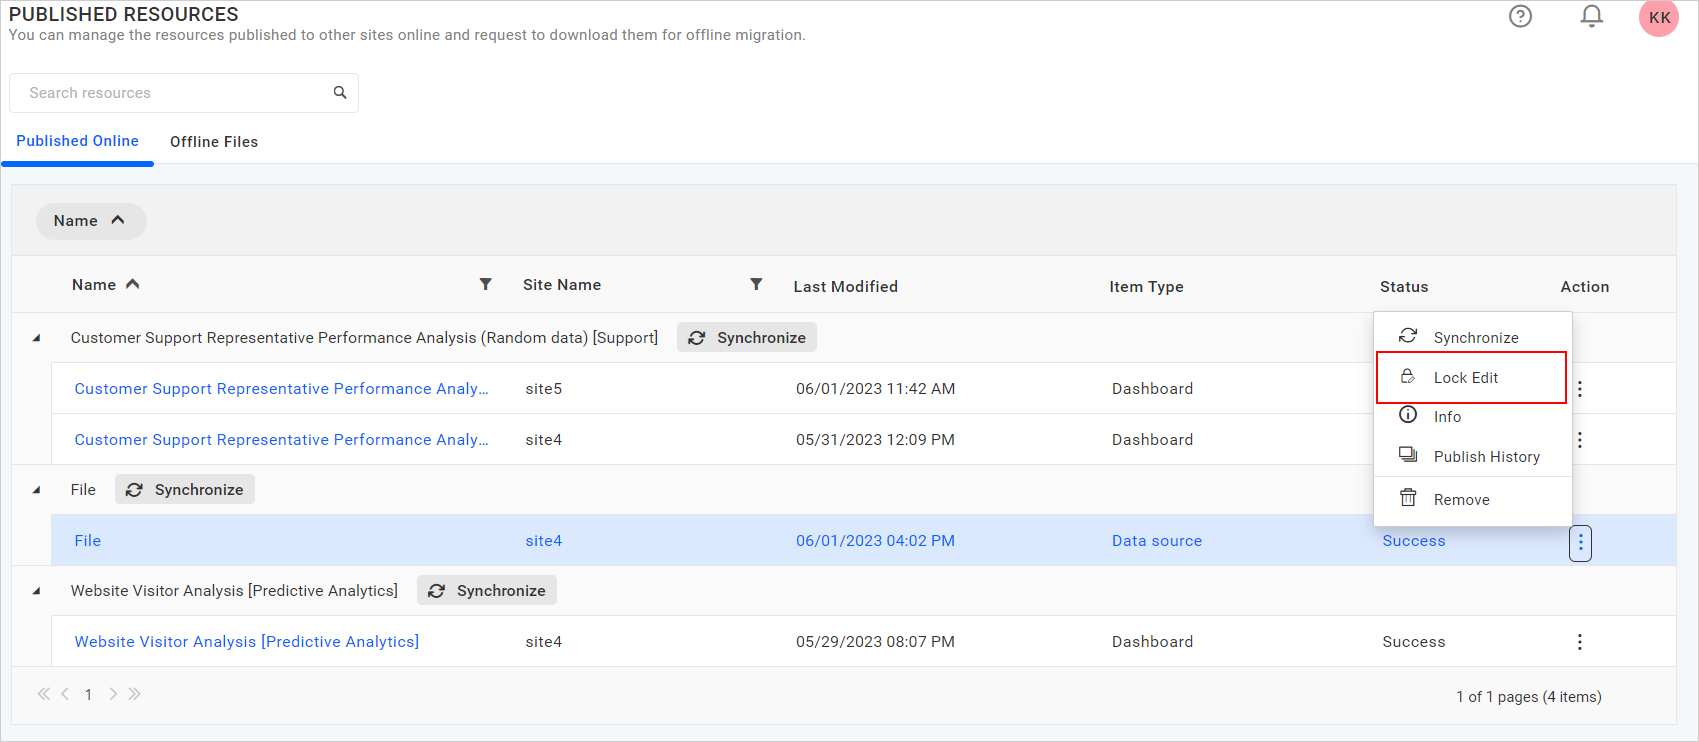 PUBLISHED RESOURCES
KK
You can manage the resources published to other sites online and request to download them for offline migration.
Search resources
Published Online Offline Files
Name
Name Site Name Last Modified Item Type Status Action
Customer Support Representative Performance Analysis (Random data) [Support] Synchronize
Synchronize
Lock Edit
Info
Publish History
Remove
Customer Support Representative Performance Analy... site5 06/01/2023 11:42 AM Dashboard
Customer Support Representative Performance Analy... site4 05/31/2023 12:09 PM Dashboard
File Synchronize
File site4 06/01/2023 04:02 PM Data source Success
Website Visitor Analysis [Predictive Analytics] Synchronize
Website Visitor Analysis [Predictive Analytics] site4 05/29/2023 08:07 PM Dashboard Success
1
1 of 1 pages (4 items)